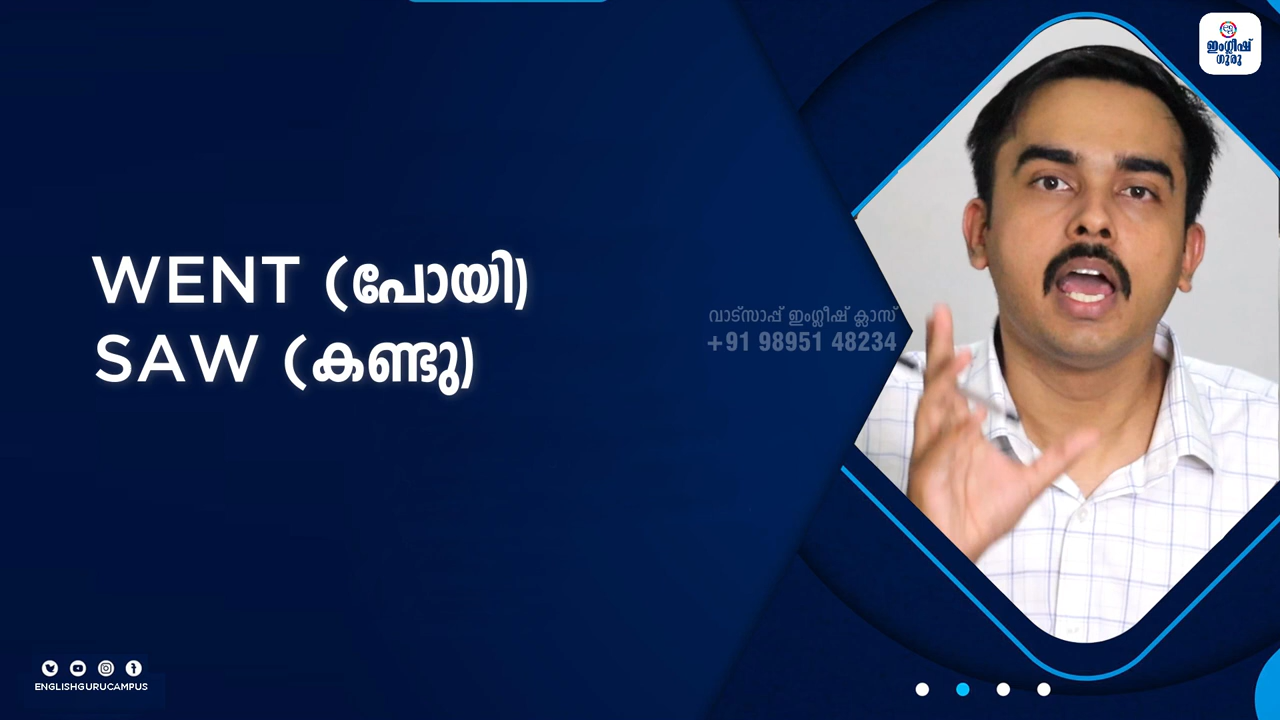 ഇംഗ്ലീഷ്
ഗുരു
WENT (പോയി)
SAW (കണ്ടു)
വാട്സാപ്പ് ഇംഗ്ലീഷ് ക്ലാസ്
+91 98951 48234
ENGLISHGURUCAMPUS